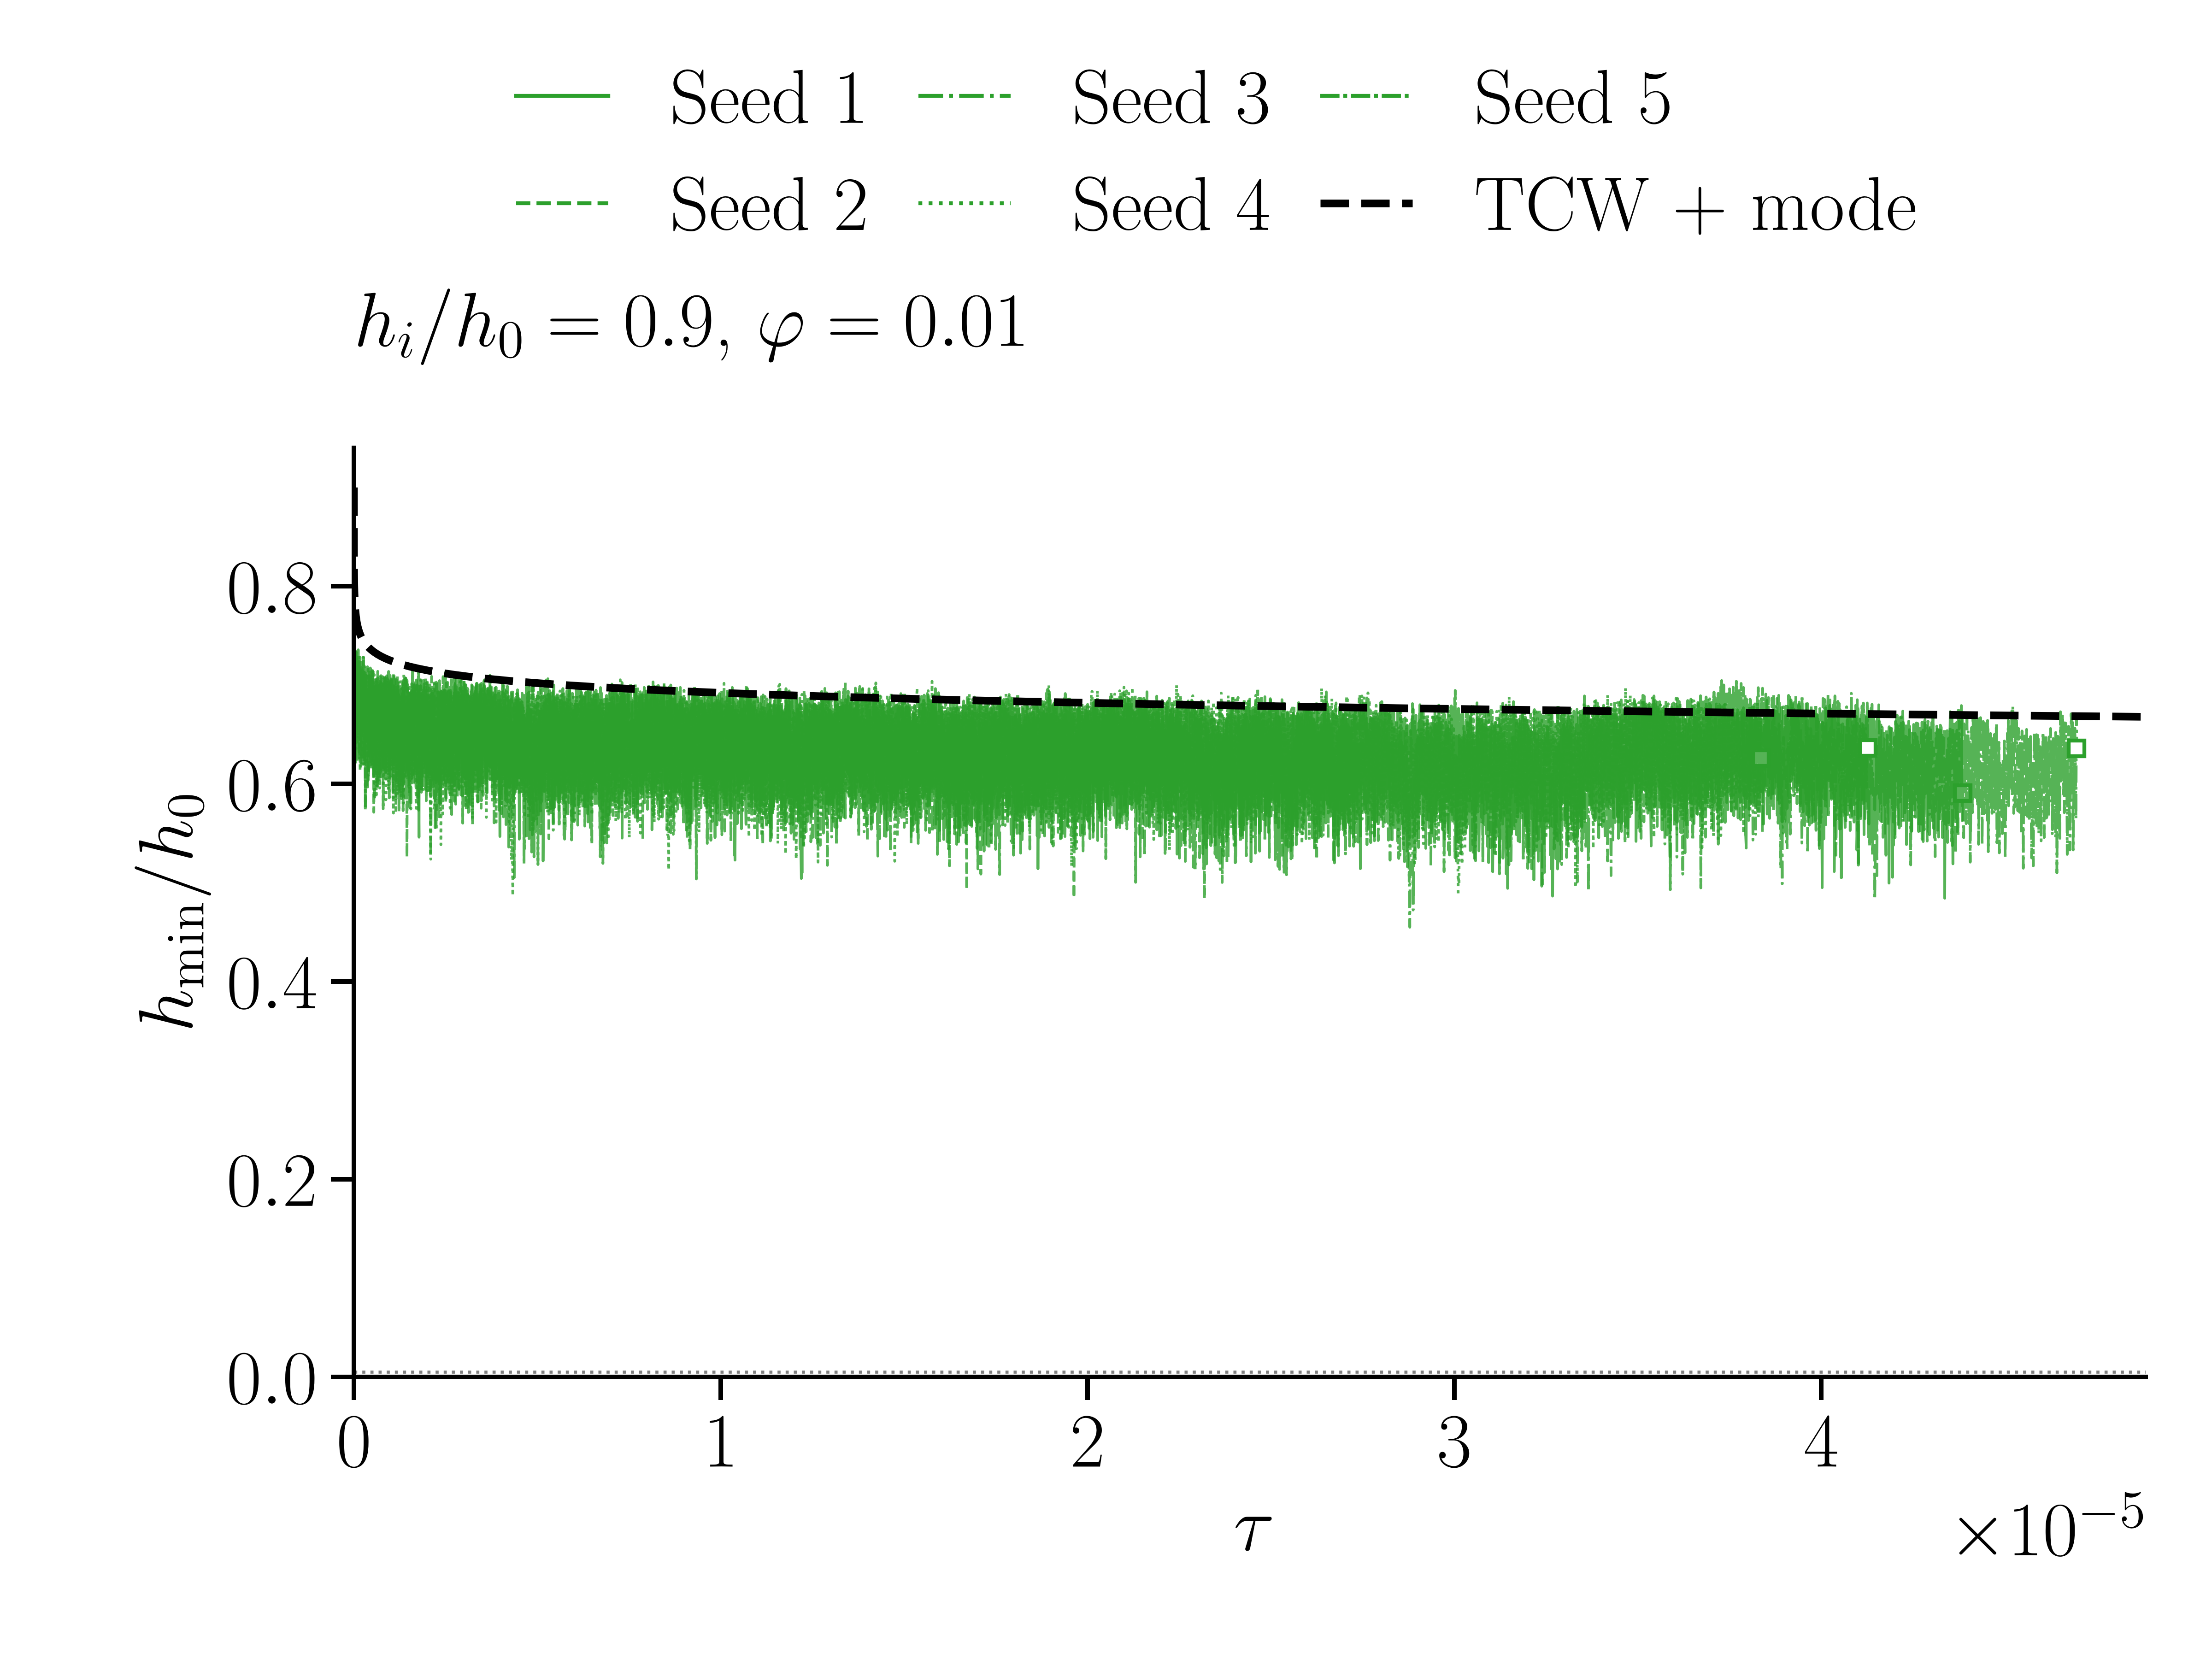 Seed 1 Seed 3 Seed 5
Seed 2 Seed 4 TCW + mode
h_i/h_0 = 0.9, φ = 0.01
0.8
0.6
0.4
0.2
0.0
h_min/h_0
0 1 2 3 4
τ
×10^−5